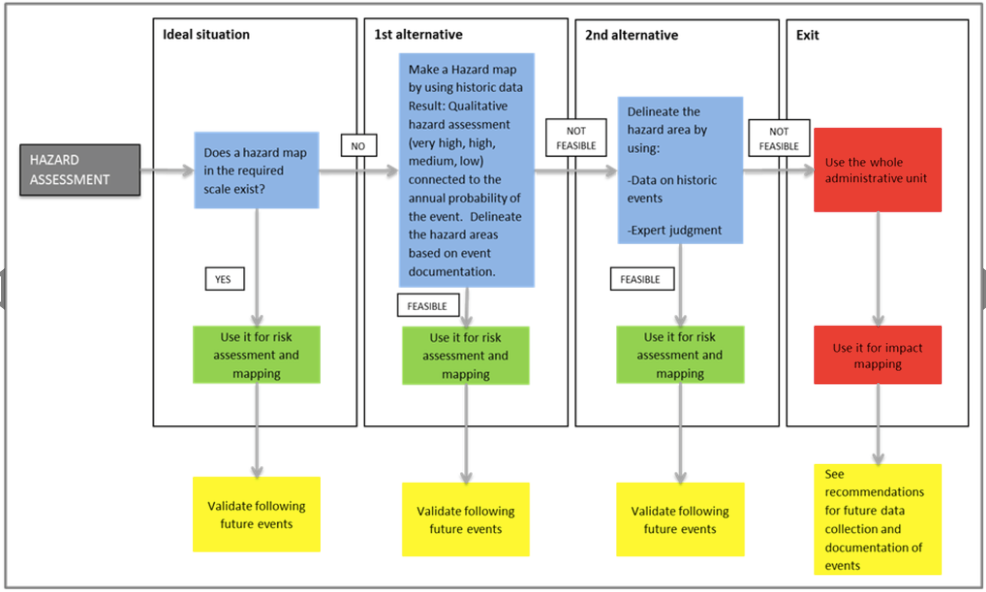 Ideal situation
1st alternative
2nd alternative
Exit
HAZARD
ASSESSMENT
Does a hazard map
in the required
scale exist?
NO
Make a Hazard map
by using historic data
Result: Qualitative
hazard assessment
(very high, high,
medium, low)
connected to the
annual probability of
the event. Delineate
the hazard areas
based on event
documentation.
NOT
FEASIBLE
Delineate the
hazard area by
using:
-Data on historic
events
-Expert judgment
NOT
FEASIBLE
Use the whole
administrative unit
YES
FEASIBLE
FEASIBLE
Use it for risk
assessment and
mapping
Use it for risk
assessment and
mapping
Use it for risk
assessment and
mapping
Use it for impact
mapping
Validate following
future events
Validate following
future events
Validate following
future events
See
recommendations
for future data
collection and
documentation of
events